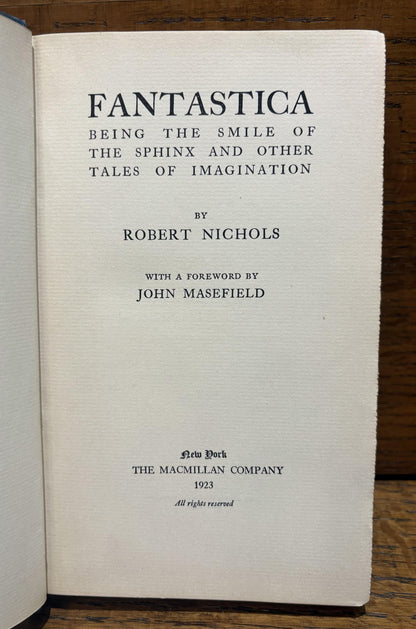 FANTASTICA
BEING THE SMILE OF
THE SPHINX AND OTHER
TALES OF IMAGINATION
BY
ROBERT NICHOLS
WITH A FOREWORD BY
JOHN MASEFIELD
New York
THE MACMILLAN COMPANY
1923
All rights reserved